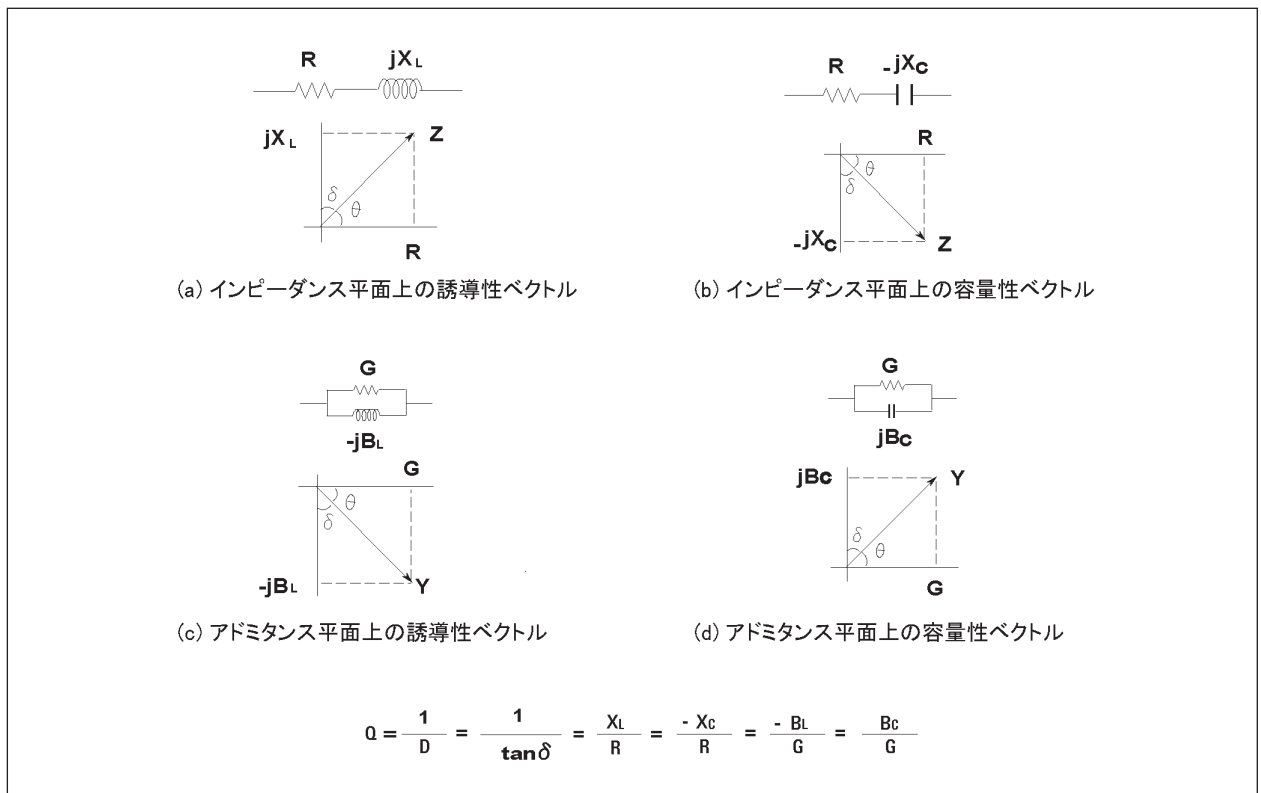 R jXL
jXL Z
δ θ
R
(a) インピーダンス平面上の誘導性ベクトル
R -jXC
R
θ
δ
-jXC Z
(b) インピーダンス平面上の容量性ベクトル
G
-jBL
G
θ
δ
-jBL Y
(c) アドミタンス平面上の誘導性ベクトル
G
jBC
jBC Y
δ θ
G
(d) アドミタンス平面上の容量性ベクトル
Q = 1/D = 1/tanδ = XL/R = - XC/R = - BL/G = BC/G